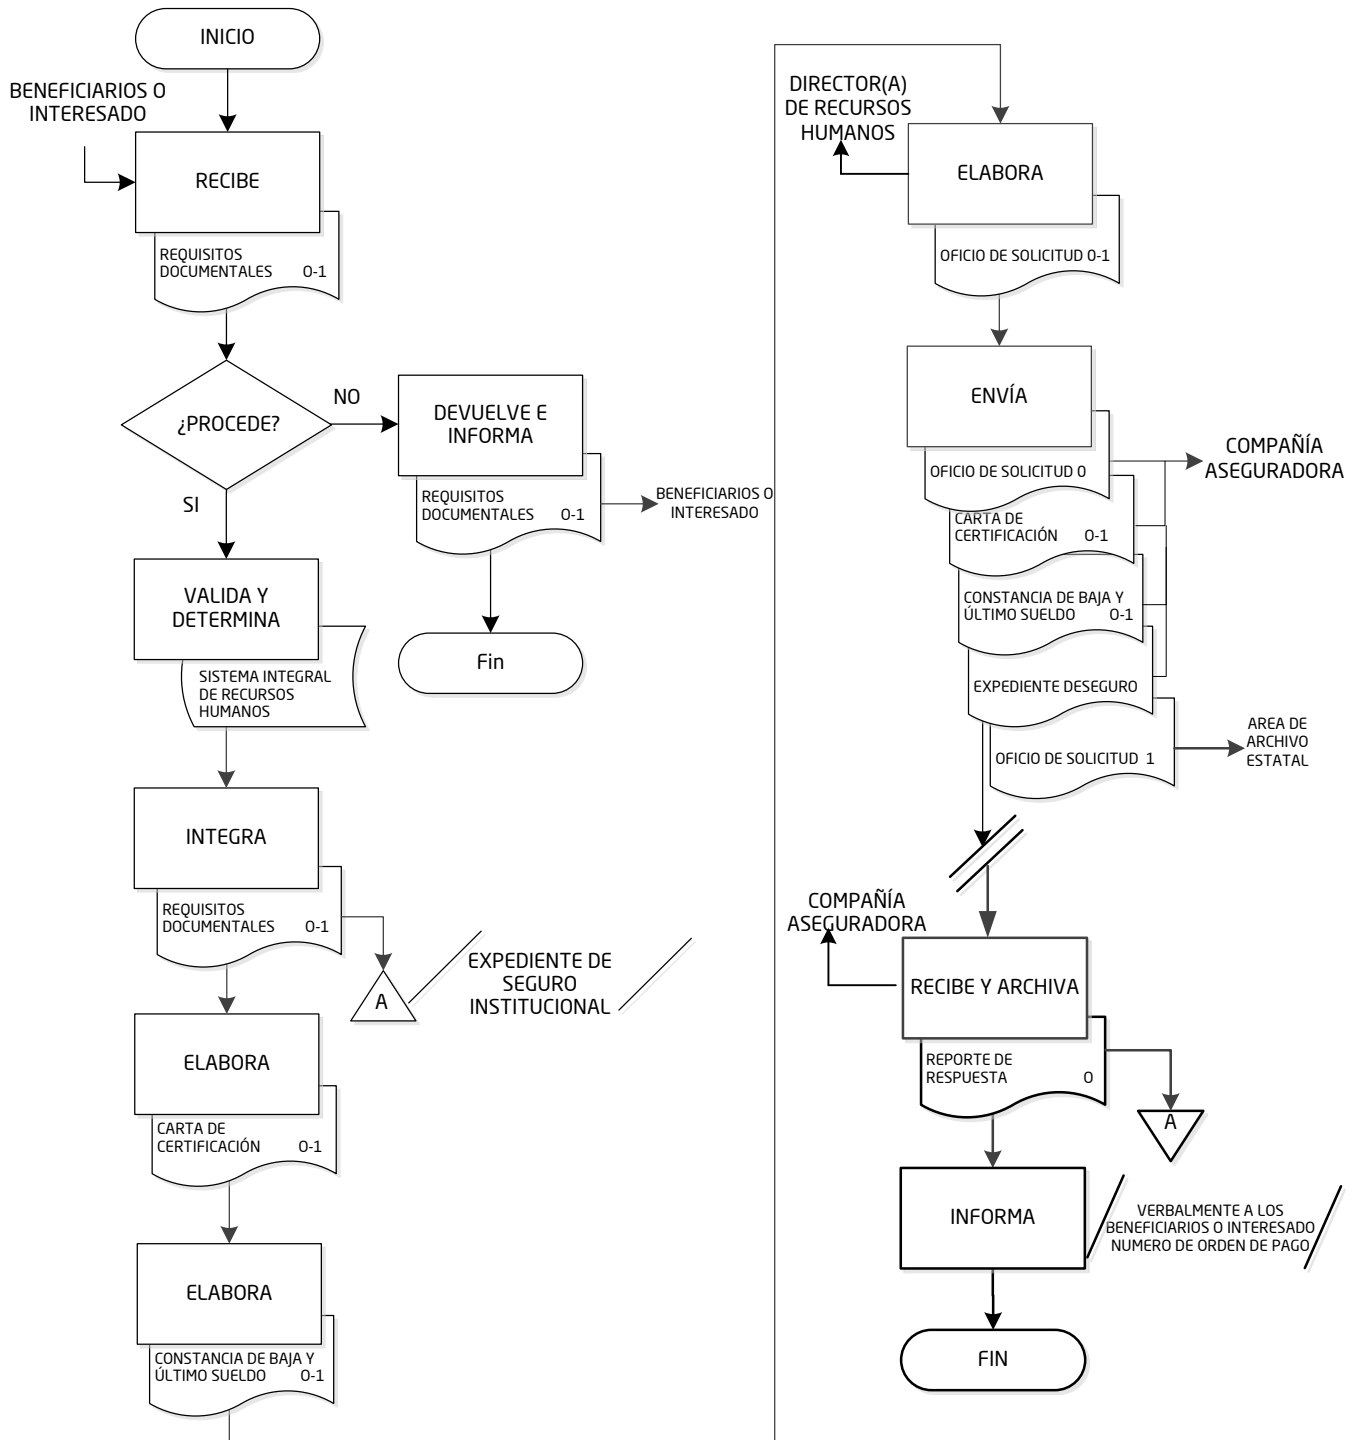 INICIO
BENEFICIARIOS O
INTERESADO
RECIBE
REQUISITOS
DOCUMENTALES 0-1
¿PROCEDE?
NO
SI
DEVUELVE E
INFORMA
REQUISITOS
DOCUMENTALES 0-1
BENEFICIARIOS O
INTERESADO
Fin
VALIDA Y
DETERMINA
SISTEMA INTEGRAL
DE RECURSOS
HUMANOS
INTEGRA
REQUISITOS
DOCUMENTALES 0-1
A
EXPEDIENTE DE
SEGURO
INSTITUCIONAL
ELABORA
CARTA DE
CERTIFICACIÓN 0-1
ELABORA
CONSTANCIA DE BAJA Y
ÚLTIMO SUELDO 0-1
DIRECTOR(A)
DE RECURSOS
HUMANOS
ELABORA
OFICIO DE SOLICITUD 0-1
ENVÍA
OFICIO DE SOLICITUD 0
COMPAÑÍA
ASEGURADORA
CARTA DE
CERTIFICACIÓN 0-1
CONSTANCIA DE BAJA Y
ÚLTIMO SUELDO 0-1
EXPEDIENTE DESEGURO
OFICIO DE SOLICITUD 1
AREA DE
ARCHIVO
ESTATAL
COMPAÑÍA
ASEGURADORA
RECIBE Y ARCHIVA
REPORTE DE
RESPUESTA 0
A
INFORMA
VERBALMENTE A LOS
BENEFICIARIOS O INTERESADO
NUMERO DE ORDEN DE PAGO
FIN